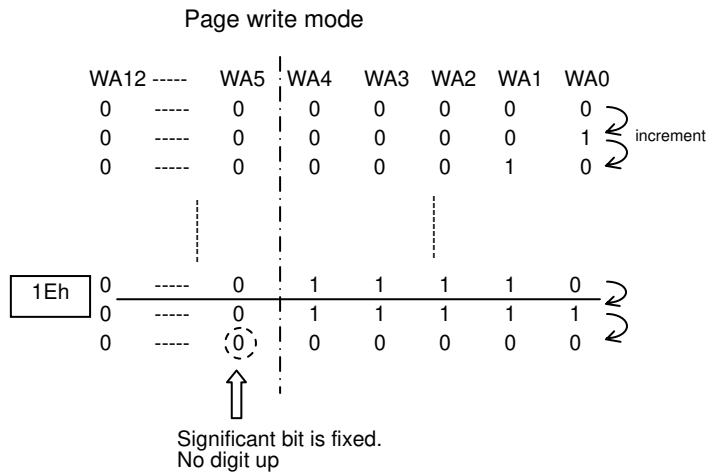 Page write mode
WA12 ----- WA5 WA4 WA3 WA2 WA1 WA0
0 ----- 0 0 0 0 0 0
0 ----- 0 0 0 0 0 1 increment
0 ----- 0 0 0 0 1 0
1Eh 0 ----- 0 1 1 1 1 0
0 ----- 0 1 1 1 1 1
0 ----- 0 0 0 0 0 0
Significant bit is fixed.
No digit up